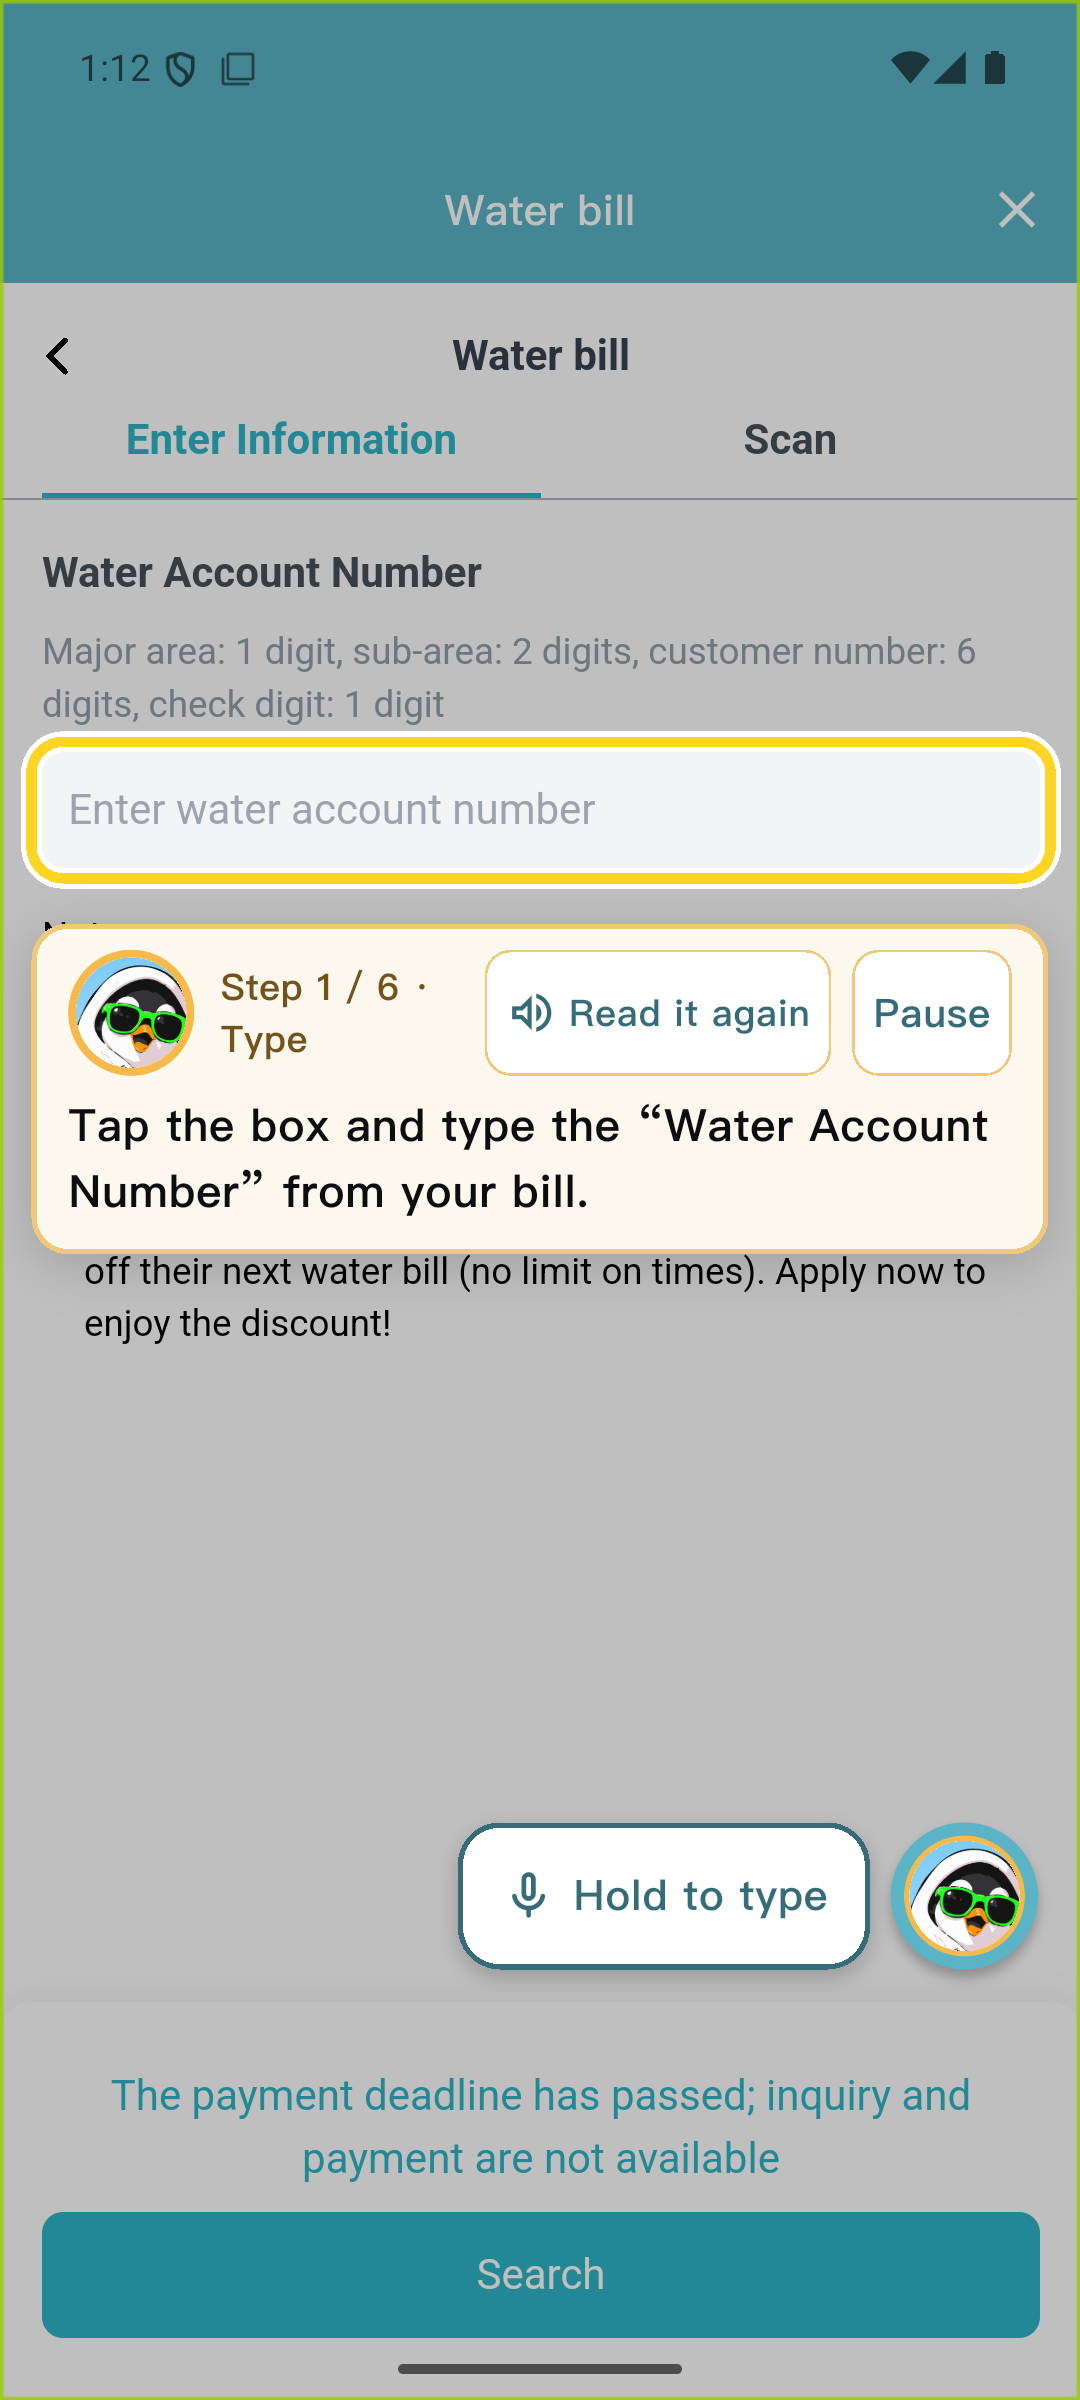 1:12
Water bill
Water bill
Enter Information
Scan
Water Account Number
Major area: 1 digit, sub-area: 2 digits, customer number: 6
digits, check digit: 1 digit
Enter water account number
Step 1 / 6 ·
Type
Read it again
Pause
Tap the box and type the “Water Account
Number” from your bill.
off their next water bill (no limit on times). Apply now to
enjoy the discount!
Hold to type
The payment deadline has passed; inquiry and
payment are not available
Search